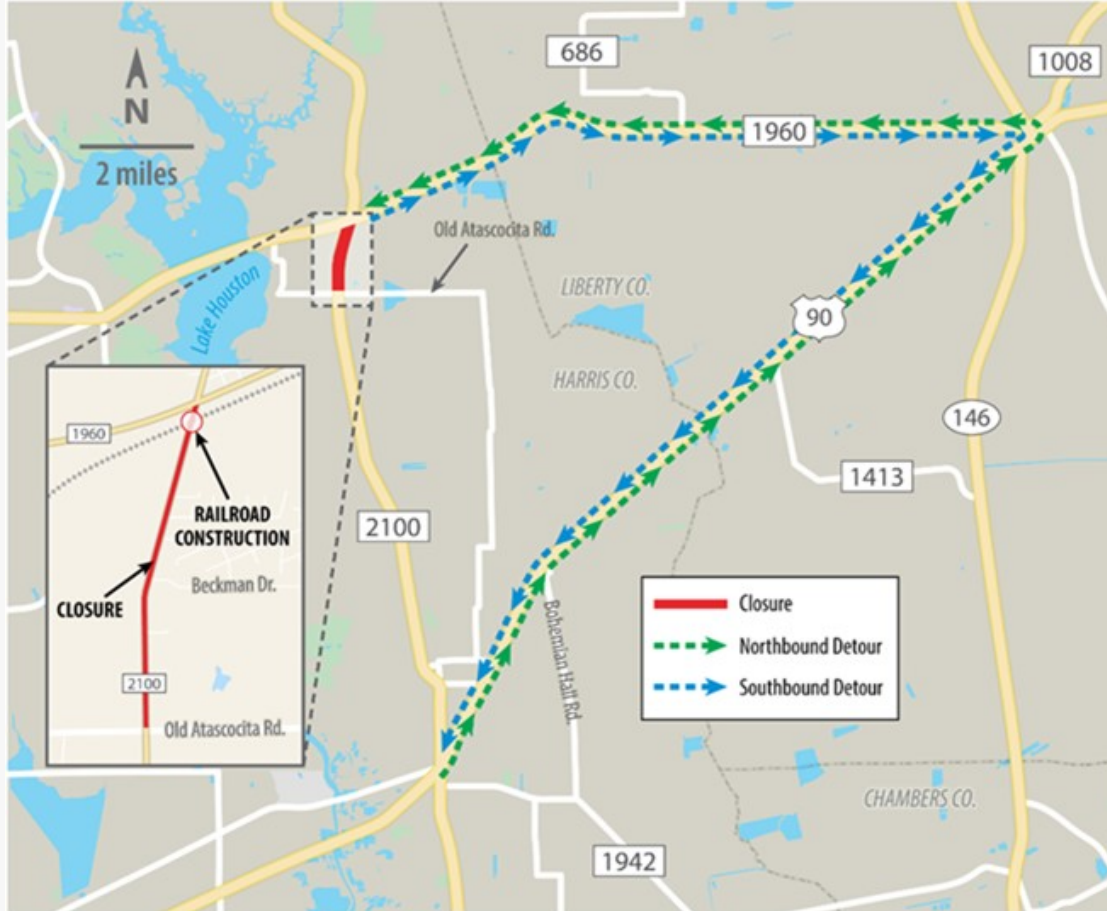 686
1008
N
2 miles
1960
Old Atascocita Rd.
Lake Houston
LIBERTY CO.
90
HARRIS CO.
146
1960
RAILROAD
CONSTRUCTION
2100
1413
Beckman Dr.
CLOSURE
2100
Old Atascocita Rd.
Bohemian Hall Rd.
Closure
Northbound Detour
Southbound Detour
CHAMBERS CO.
1942